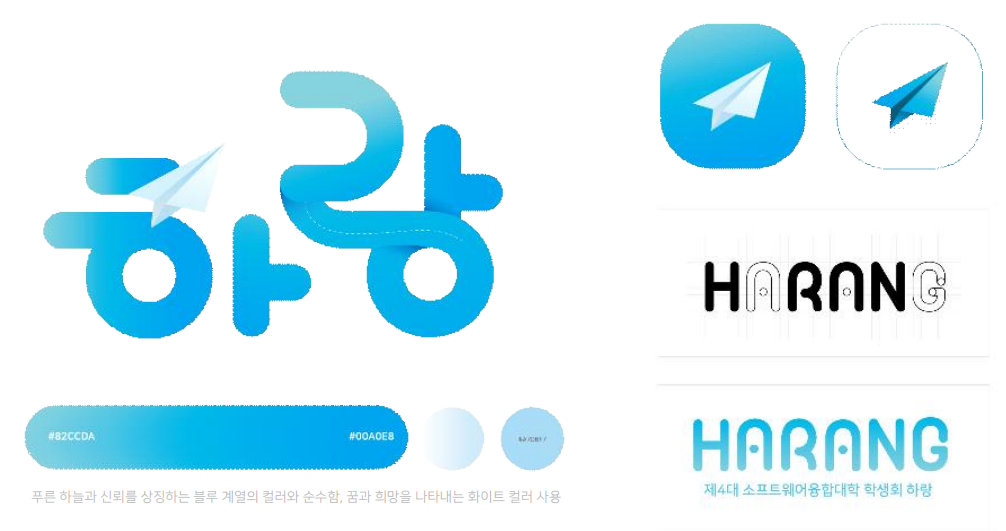 하랑
#82CCDA
#00A0E8
푸른 하늘과 신뢰를 상징하는 블루 계열의 컬러와 순수함, 꿈과 희망을 나타내는 화이트 컬러 사용
HARANG
HARANG
제4대 소프트웨어융합대학 학생회 하랑